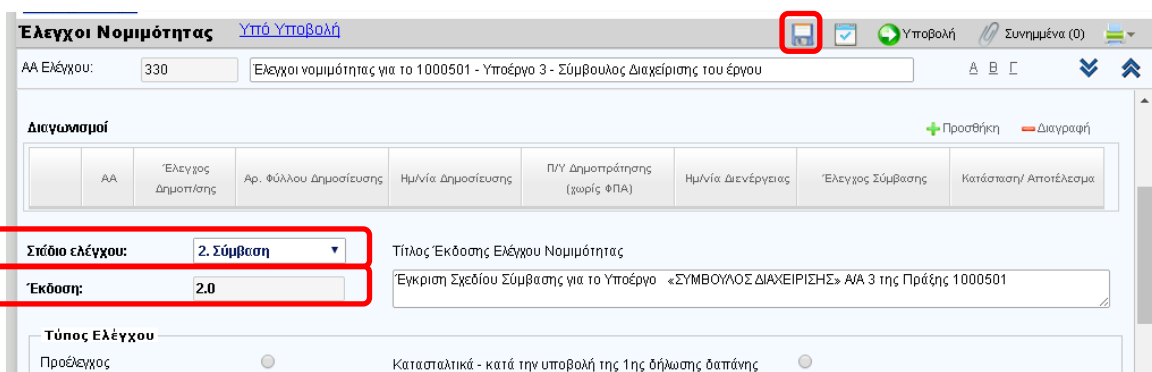 Έλεγχοι Νομιμότητας Υπό Υποβολή Υποβολή Συνημμένα (0)
ΑΑ Ελέγχου: 330 Έλεγχοι νομιμότητας για το 1000501 - Υποέργο 3 - Σύμβουλος Διαχείρισης του έργου Α Β Γ
Διαγωνισμοί Προσθήκη Διαγραφή
ΑΑ Έλεγχος Δημοπ/σης Αρ. Φύλλου Δημοσίευσης Ημ/νία Δημοσίευσης Π/Υ Δημοπράτησης (χωρίς ΦΠΑ) Ημ/νία Διενέργειας Έλεγχος Σύμβασης Κατάσταση/ Αποτέλεσμα
Στάδιο ελέγχου: 2. Σύμβαση Τίτλος Έκδοσης Ελέγχου Νομιμότητας
Έκδοση: 2.0 Έγκριση Σχεδίου Σύμβασης για το Υποέργο «ΣΥΜΒΟΥΛΟΣ ΔΙΑΧΕΙΡΙΣΗΣ» Α/Α 3 της Πράξης 1000501
Τύπος Ελέγχου
Προέλεγχος Κατασταλτικά - κατά την υποβολή της 1ης δήλωσης δαπάνης